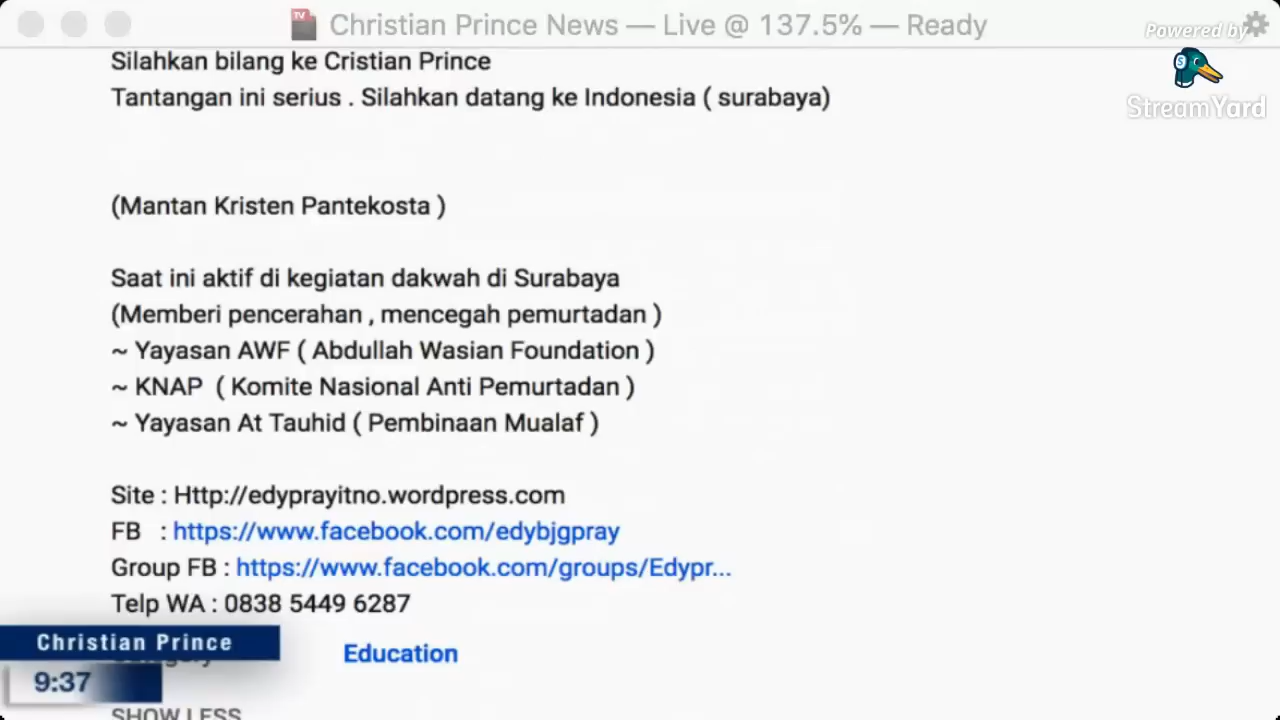 TV
Christian Prince News — Live @ 137.5% — Ready
Powered by
StreamYard
Silahkan bilang ke Cristian Prince
Tantangan ini serius . Silahkan datang ke Indonesia ( surabaya)
(Mantan Kristen Pantekosta )
Saat ini aktif di kegiatan dakwah di Surabaya
(Memberi pencerahan , mencegah pemurtadan )
~ Yayasan AWF ( Abdullah Wasian Foundation )
~ KNAP ( Komite Nasional Anti Pemurtadan )
~ Yayasan At Tauhid ( Pembinaan Mualaf )
Site : Http://edyprayitno.wordpress.com
FB : https://www.facebook.com/edybjgpray
Group FB : https://www.facebook.com/groups/Edypr...
Telp WA : 0838 5449 6287
Christian Prince
Education
9:37
SHOW LESS